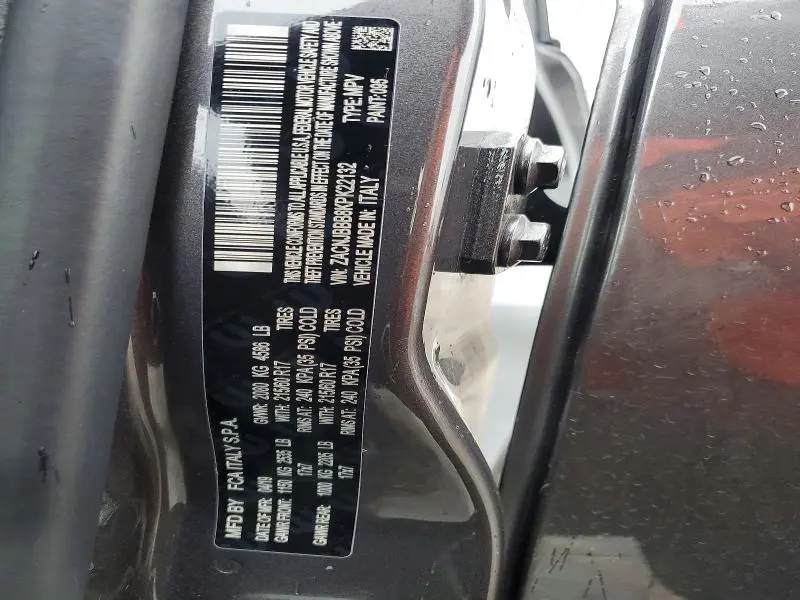 MFD BY FCA ITALY S.P.A.
DATE OF MFR: 04/19 GVWR: 2080 KG 4586 LB
GAWR FRONT: 1150 KG 2535 LB WITH: 215/60 R17 TIRES
17x7 RIMS AT: 240 KPA(35 PSI) COLD
GAWR REAR: 1000 KG 2205 LB WITH: 215/60 R17 TIRES
17x7 RIMS AT: 240 KPA(35 PSI) COLD
THIS VEHICLE CONFORMS TO ALL APPLICABLE U.S.A. FEDERAL MOTOR VEHICLE SAFETY AND
THEFT PREVENTION STANDARDS IN EFFECT ON THE DATE OF MANUFACTURE SHOWN ABOVE
VIN: ZACNJBBB8KPK22132 TYPE: MPV
VEHICLE MADE IN: ITALY PAINT: 085